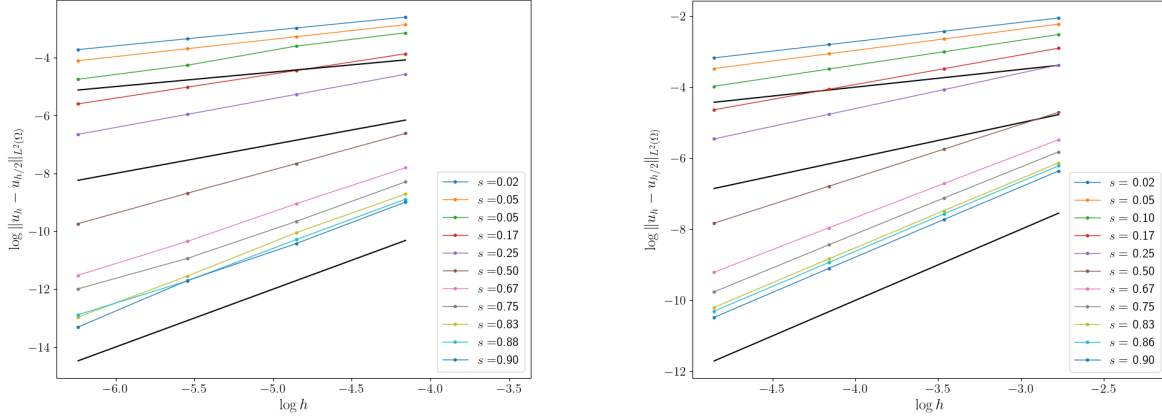 −4
−6
−8
−10
−12
−14
log ||u_h − u_{h/2}||_{L²(Ω)}
−6.0
−5.5
−5.0
−4.5
−4.0
−3.5
log h
s = 0.02
s = 0.05
s = 0.05
s = 0.17
s = 0.25
s = 0.50
s = 0.67
s = 0.75
s = 0.83
s = 0.88
s = 0.90
−2
−4
−6
−8
−10
−12
log ||u_h − u_{h/2}||_{L²(Ω)}
−4.5
−4.0
−3.5
−3.0
−2.5
log h
s = 0.02
s = 0.05
s = 0.10
s = 0.17
s = 0.25
s = 0.50
s = 0.67
s = 0.75
s = 0.83
s = 0.86
s = 0.90